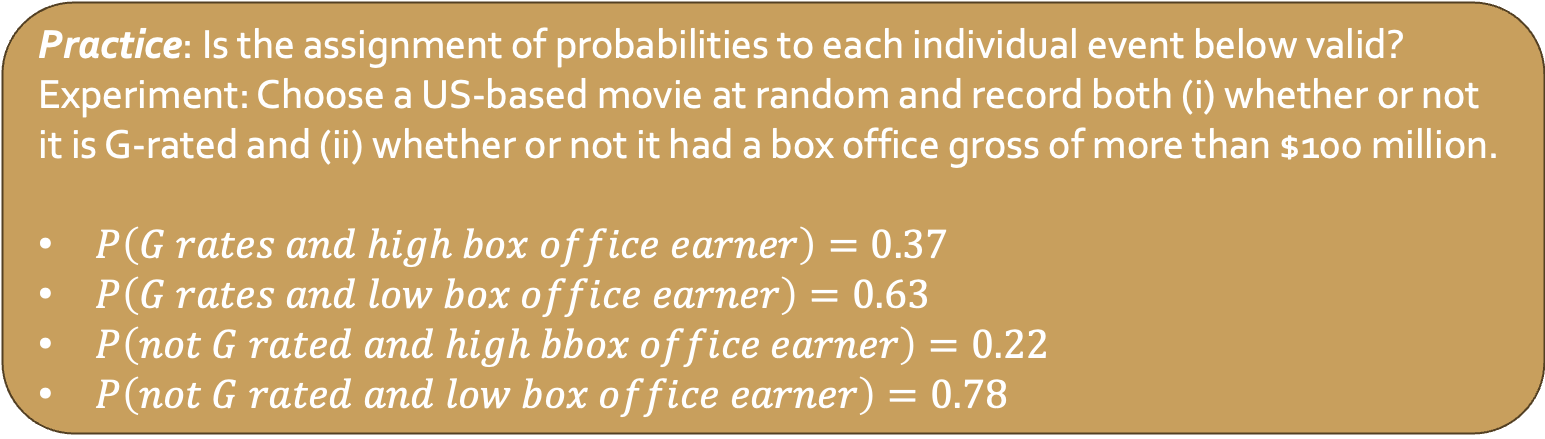 Practice: Is the assignment of probabilities to each individual event below valid?
Experiment: Choose a US-based movie at random and record both (i) whether or not
it is G-rated and (ii) whether or not it had a box office gross of more than $100 million.
• P(G rates and high box office earner) = 0.37
• P(G rates and low box office earner) = 0.63
• P(not G rated and high bbox office earner) = 0.22
• P(not G rated and low box office earner) = 0.78